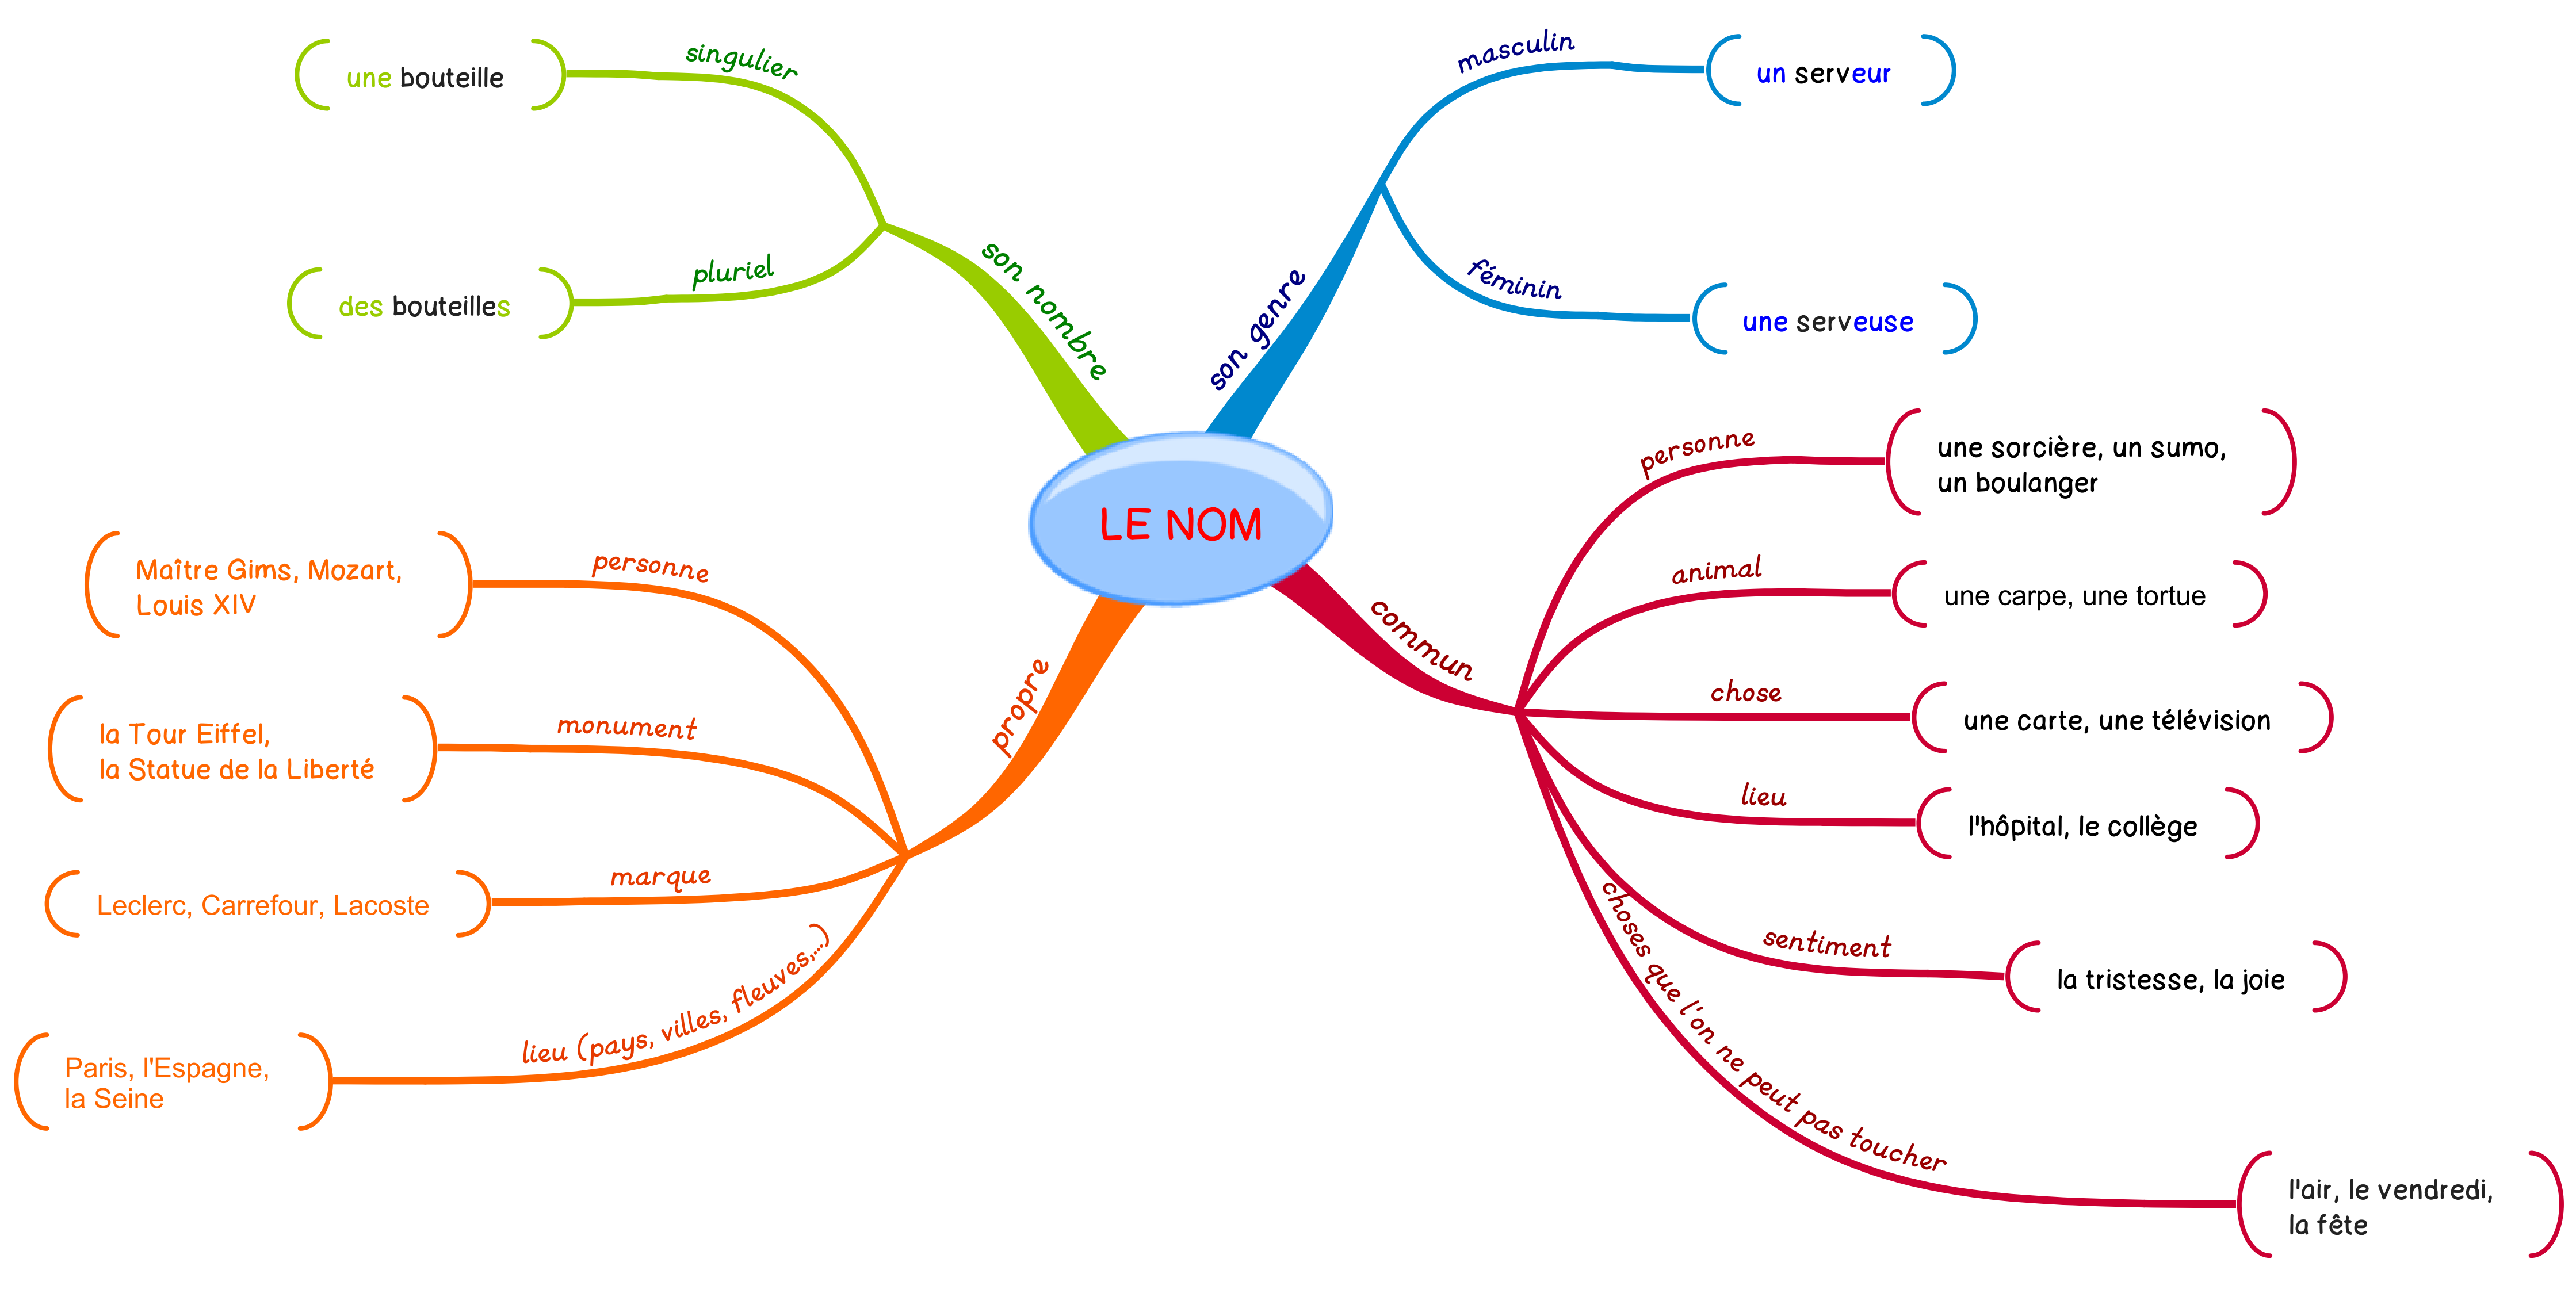 LE NOM
son nombre
singulier
une bouteille
pluriel
des bouteilles
son genre
masculin
un serveur
féminin
une serveuse
commun
personne
une sorcière, un sumo,
un boulanger
animal
une carpe, une tortue
chose
une carte, une télévision
lieu
l'hôpital, le collège
sentiment
la tristesse, la joie
choses que l'on ne peut pas toucher
l'air, le vendredi,
la fête
propre
personne
Maître Gims, Mozart,
Louis XIV
monument
la Tour Eiffel,
la Statue de la Liberté
marque
Leclerc, Carrefour, Lacoste
lieu (pays, villes, fleuves,...)
Paris, l'Espagne,
la Seine